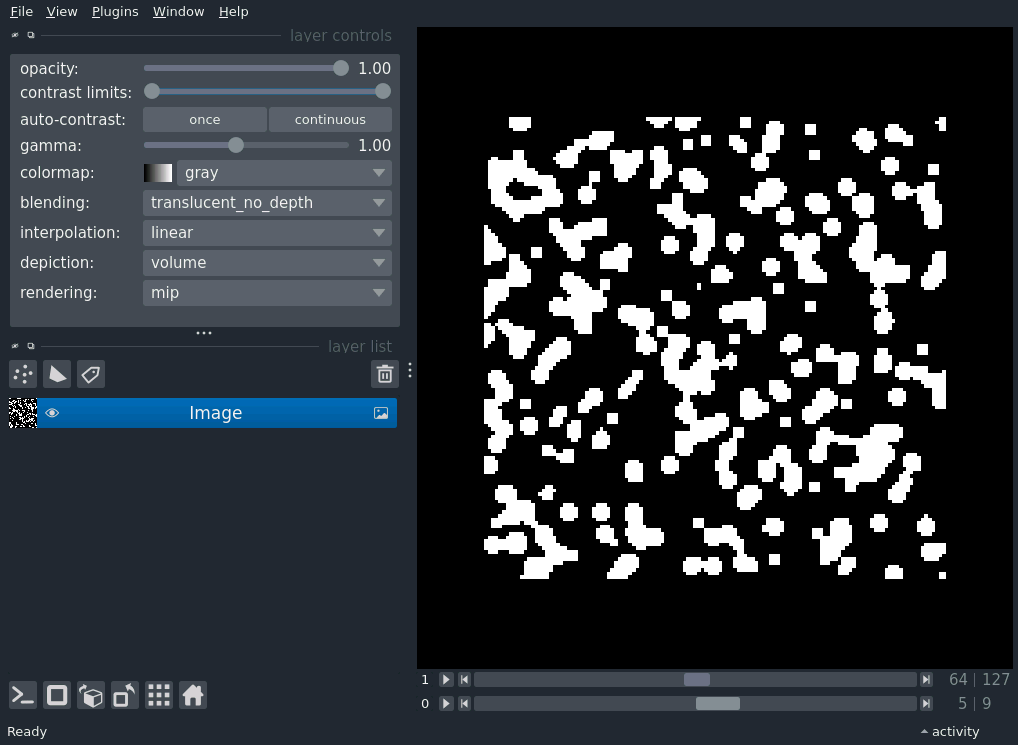 File View Plugins Window Help
layer controls
opacity: 1.00
contrast limits:
auto-contrast: once continuous
gamma: 1.00
colormap: gray
blending: translucent_no_depth
interpolation: linear
depiction: volume
rendering: mip
layer list
Image
1 64 | 127
0 5 | 9
Ready activity